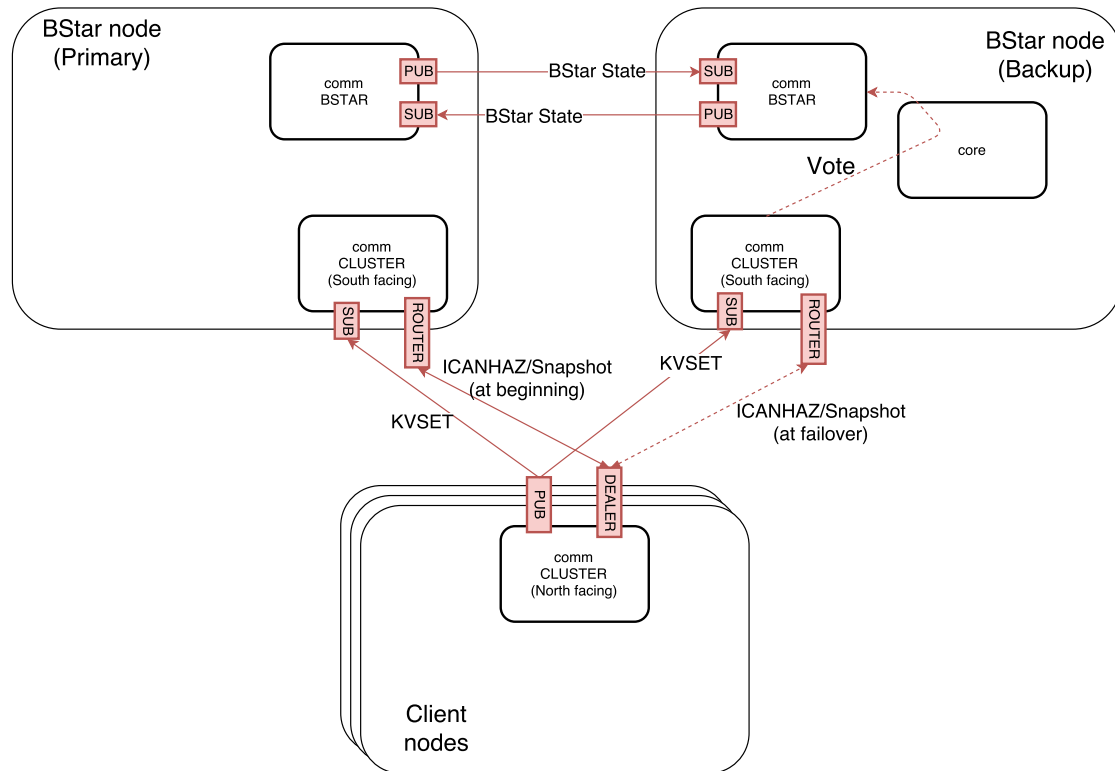 BStar node
(Primary)
comm
BSTAR
PUB
SUB
BStar State
BStar State
SUB
PUB
comm
BSTAR
BStar node
(Backup)
core
Vote
comm
CLUSTER
(South facing)
SUB
ROUTER
comm
CLUSTER
(South facing)
SUB
ROUTER
ICANHAZ/Snapshot
(at beginning)
KVSET
KVSET
ICANHAZ/Snapshot
(at failover)
PUB
DEALER
comm
CLUSTER
(North facing)
Client
nodes